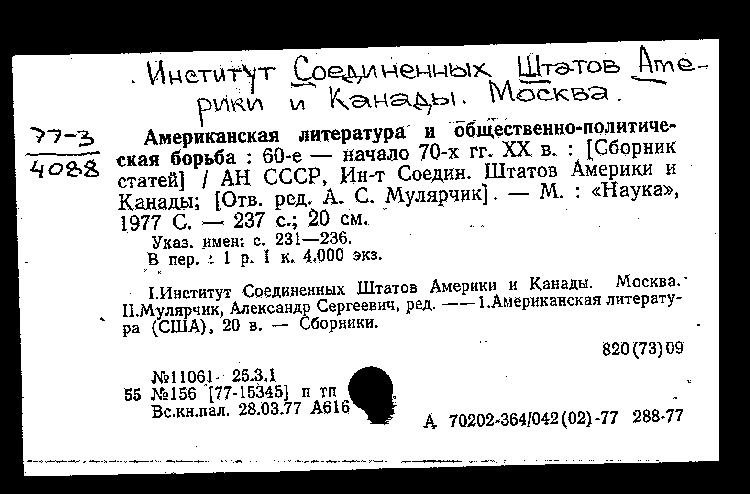 Институт Соединенных Штатов Аме-
рики и Канады. Москва.
77-3
4088
Американская литература и общественно-политиче-
ская борьба : 60-е — начало 70-х гг. XX в. : [Сборник
статей] / АН СССР, Ин-т Соедин. Штатов Америки и
Канады; [Отв. ред. А. С. Мулярчик]. — М. : «Наука»,
1977 С. — 237 с.; 20 см.
Указ. имен: с. 231—236.
В пер. : 1 р. 1 к. 4.000 экз.
I.Институт Соединенных Штатов Америки и Канады. Москва.
II.Мулярчик, Александр Сергеевич, ред. —— 1.Американская литерату-
ра (США), 20 в. — Сборники.
820(73)09
№11061 25.3.1
55 №156 [77-15345] п тп
Вс.кн.пал. 28.03.77 А616
Д 70202-364/042(02)-77 288-77